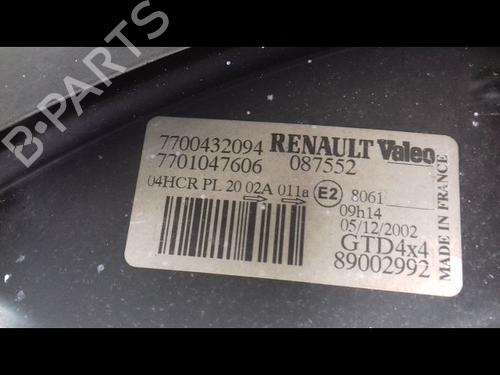 B-PARTS
7700432094 RENAULT Valeo
7701047606 087552
04HCR PL 20 02A 011a E2 8061
09h14
05/12/2002
GTD4x4
89002992
MADE IN FRANCE